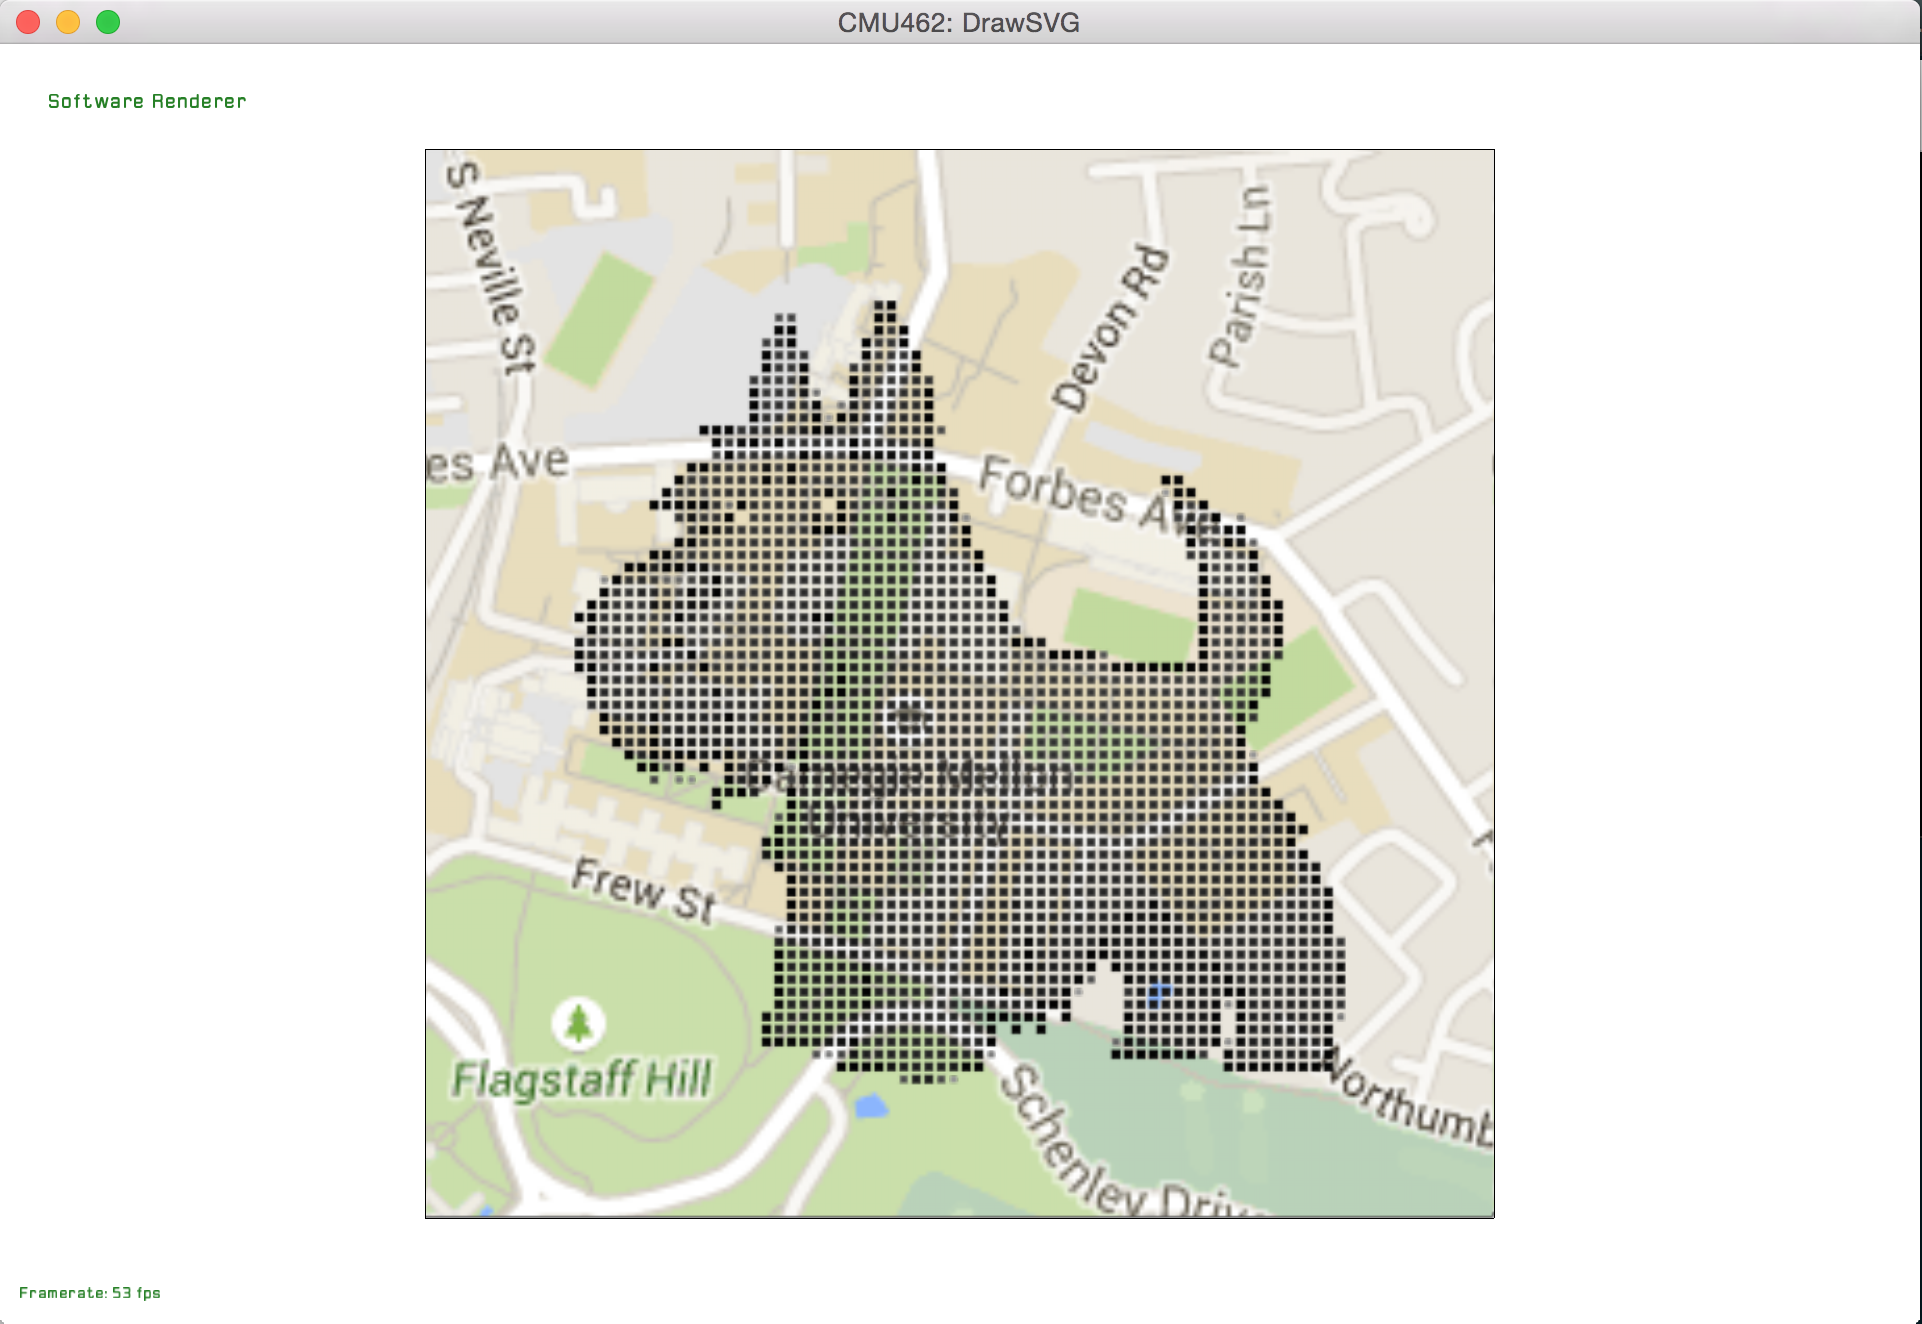 CMU462: DrawSVG
Software Renderer
S Neville St
Parish Ln
Devon Rd
es Ave
Forbes Ave
Carnegie Mellon
University
Frew St
Flagstaff Hill
Schenley Driv
Northumb
Framerate: 53 fps